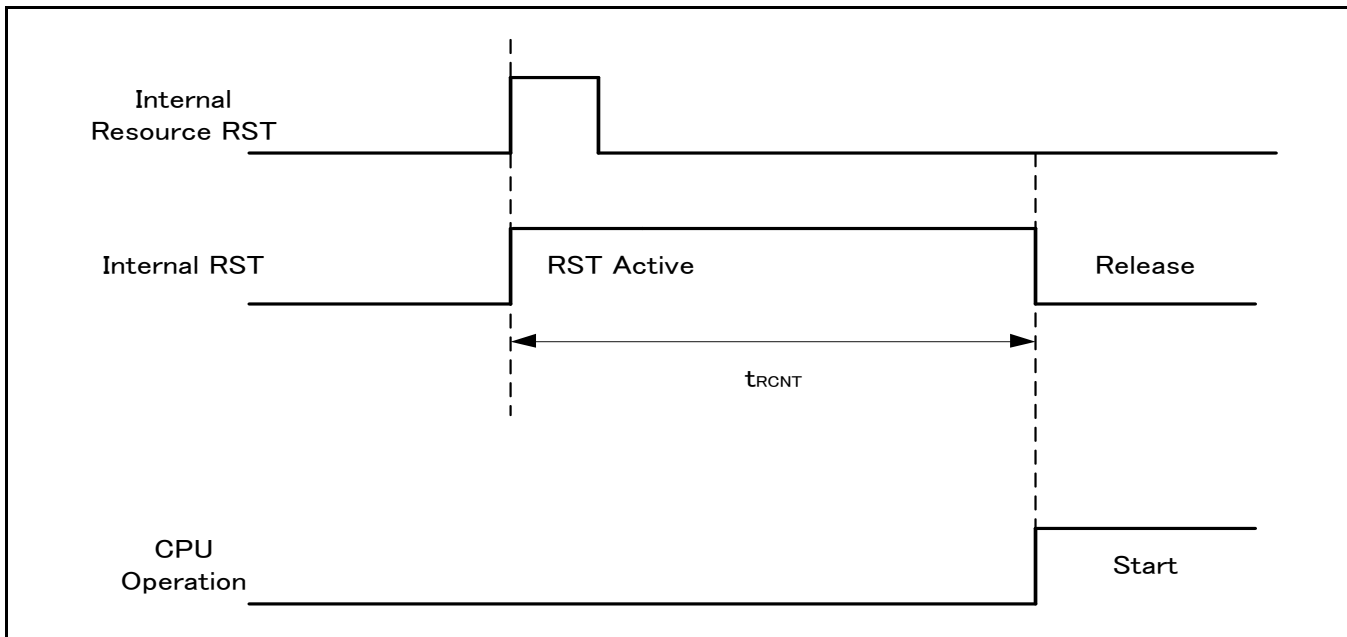 Internal
Resource RST
Internal RST
RST Active
Release
tRCNT
CPU
Operation
Start